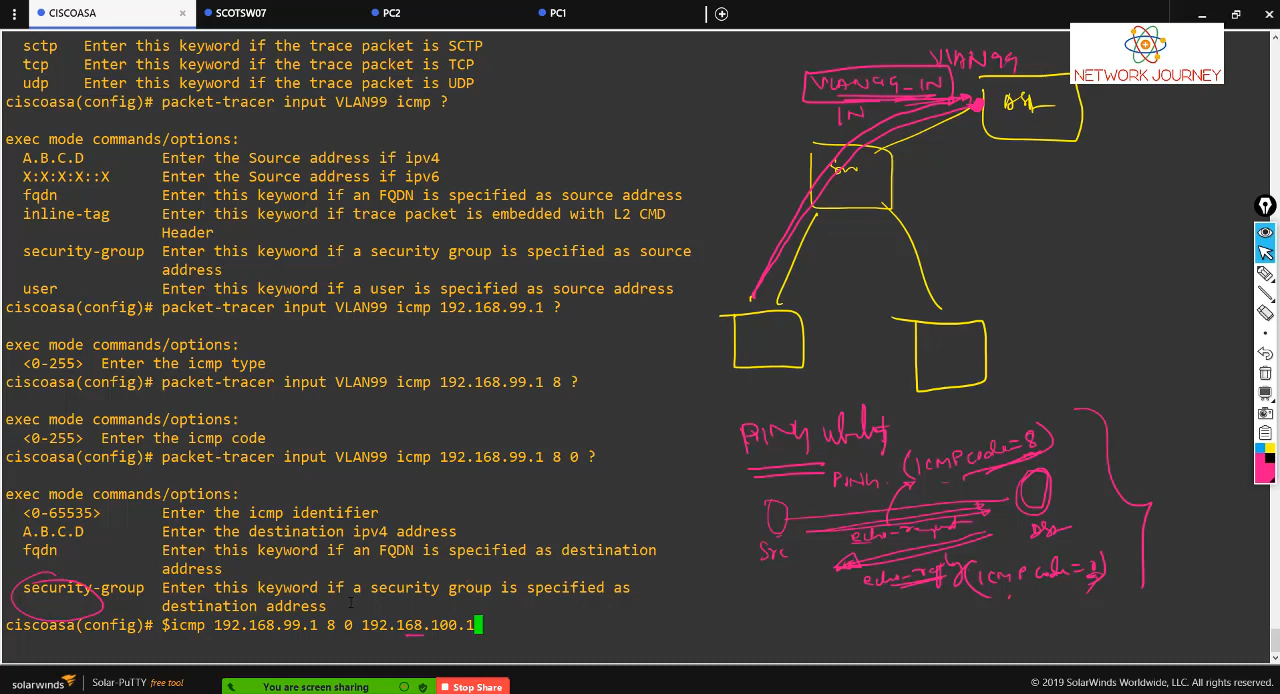 CISCOASA × SCOTSW07 PC2 PC1
sctp Enter this keyword if the trace packet is SCTP
tcp Enter this keyword if the trace packet is TCP
udp Enter this keyword if the trace packet is UDP
ciscoasa(config)# packet-tracer input VLAN99 icmp ?
exec mode commands/options:
A.B.C.D Enter the Source address if ipv4
X:X:X:X::X Enter the Source address if ipv6
fqdn Enter this keyword if an FQDN is specified as source address
inline-tag Enter this keyword if trace packet is embedded with L2 CMD
Header
security-group Enter this keyword if a security group is specified as source
address
user Enter this keyword if a user is specified as source address
ciscoasa(config)# packet-tracer input VLAN99 icmp 192.168.99.1 ?
exec mode commands/options:
<0-255> Enter the icmp type
ciscoasa(config)# packet-tracer input VLAN99 icmp 192.168.99.1 8 ?
exec mode commands/options:
<0-255> Enter the icmp code
ciscoasa(config)# packet-tracer input VLAN99 icmp 192.168.99.1 8 0 ?
exec mode commands/options:
<0-65535> Enter the icmp identifier
A.B.C.D Enter the destination ipv4 address
fqdn Enter this keyword if an FQDN is specified as destination
address
security-group Enter this keyword if a security group is specified as
destination address
ciscoasa(config)# $icmp 192.168.99.1 8 0 192.168.100.1
VLAN99
VLAN99_IN
IN
SW
NETWORK JOURNEY
PING utility
(ICMP code=8)
PING.
Src
echo-request
echo-reply (ICMP code=
solarwinds Solar-PuTTY free tool
You are screen sharing
Stop Share
© 2019 SolarWinds Worldwide, LLC. All rights reserved.